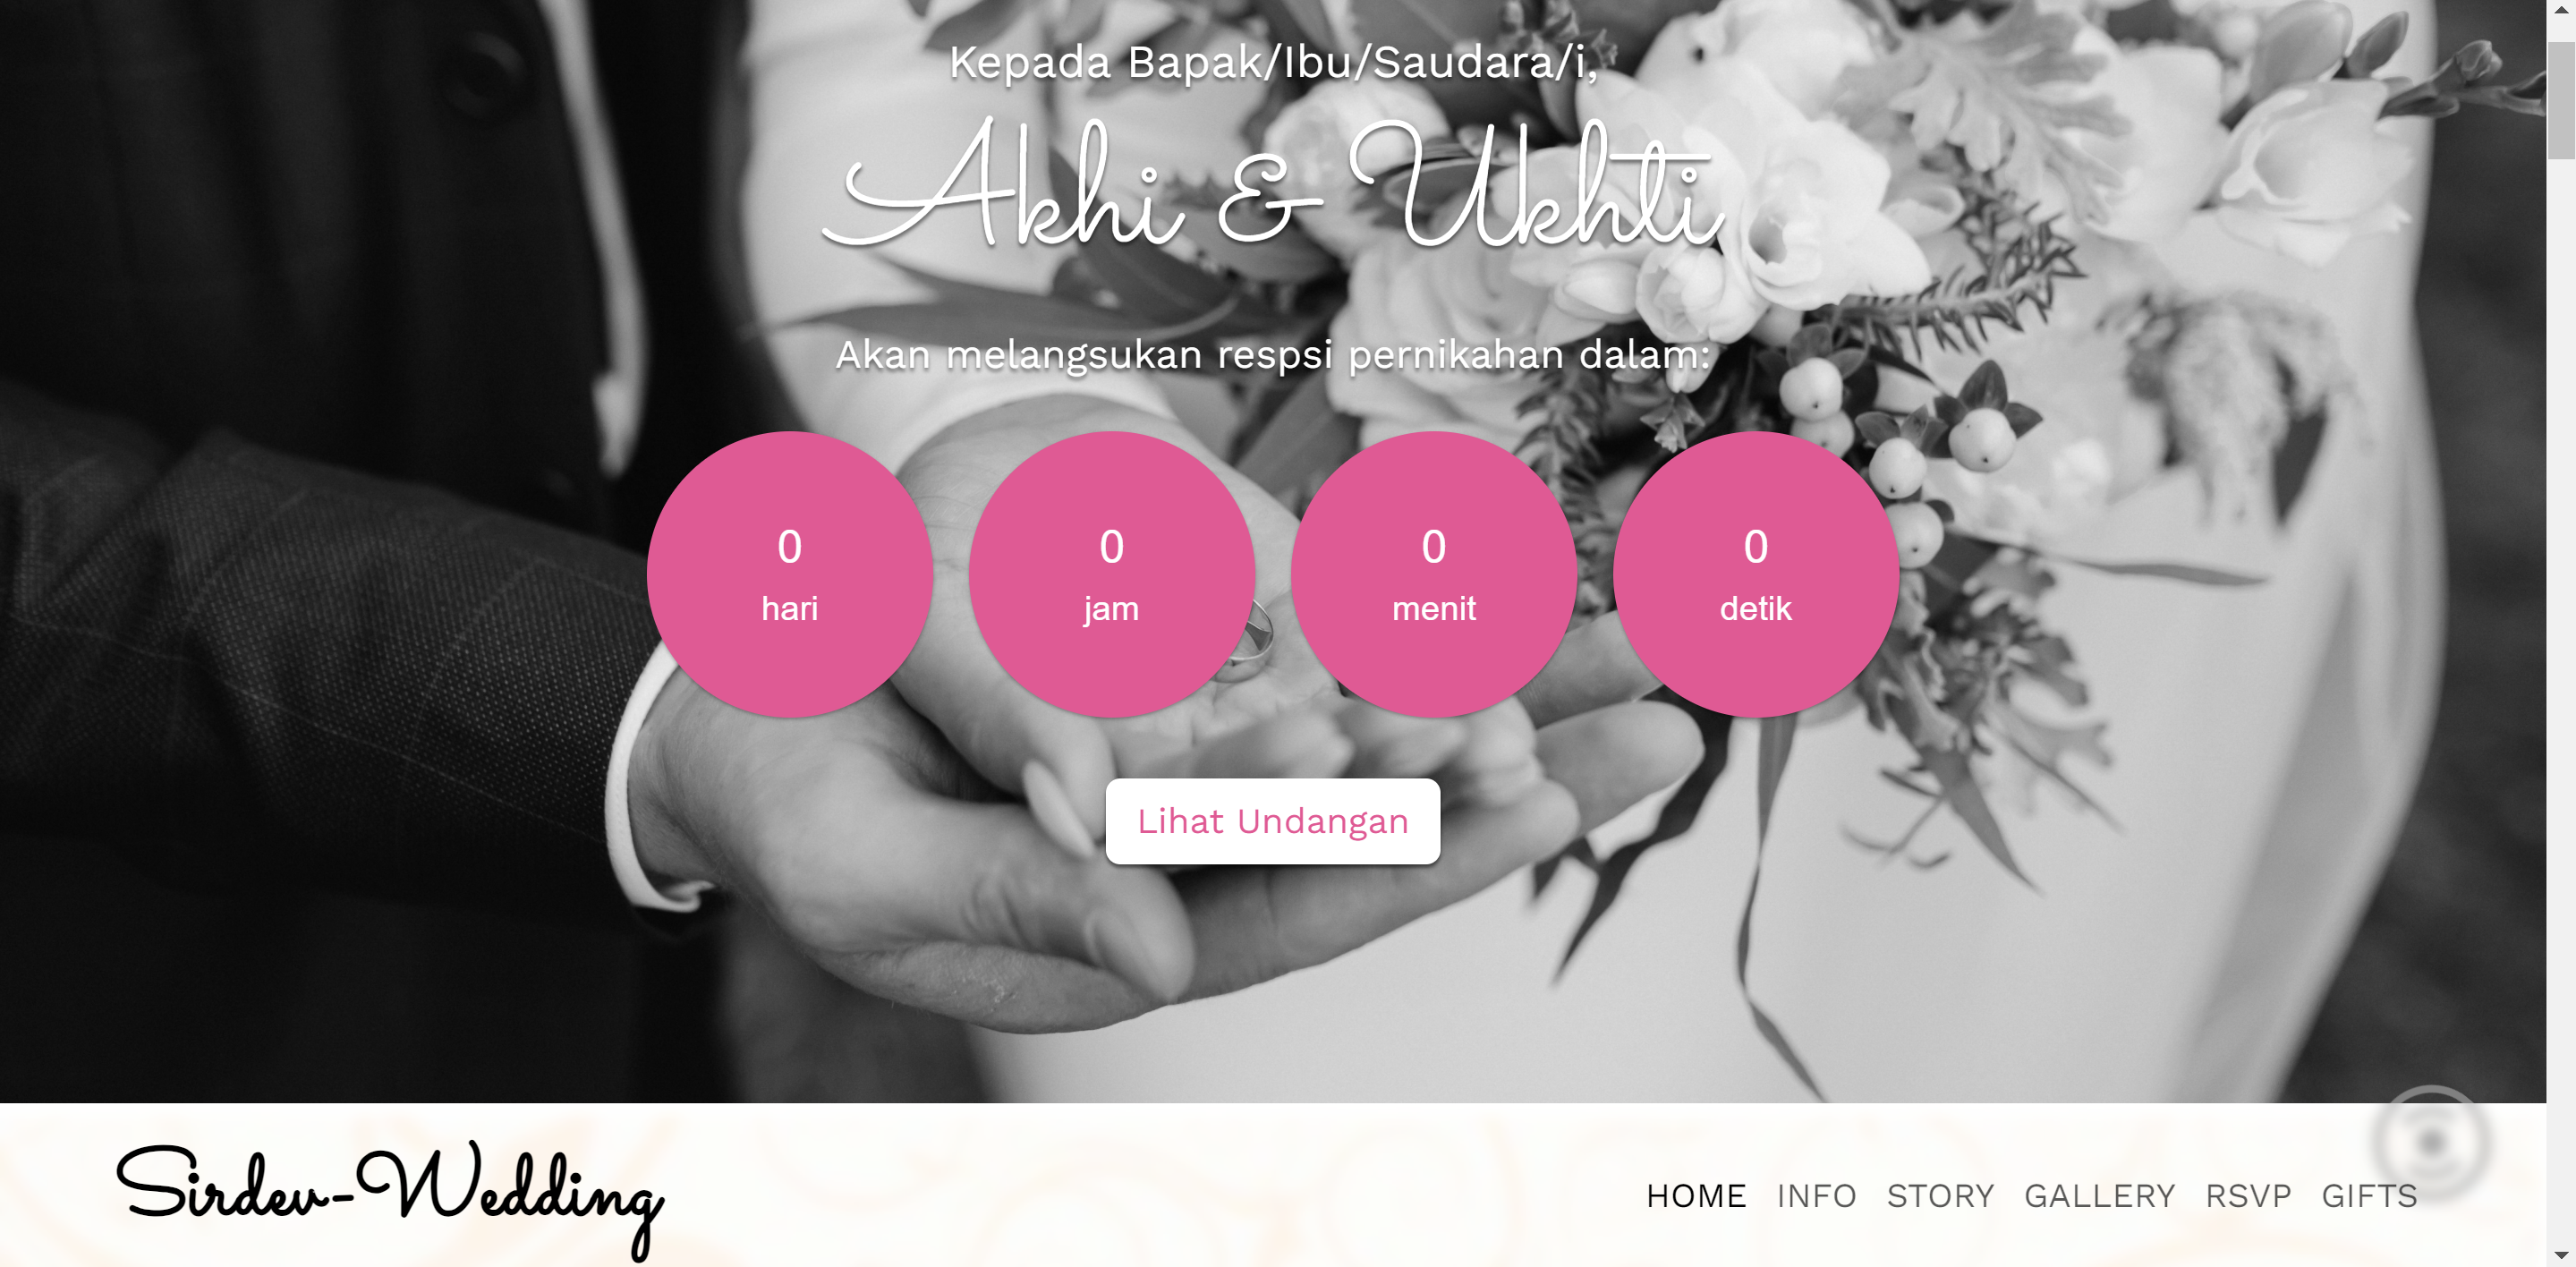 Kepada Bapak/Ibu/Saudara/i,
Akhi & Ukhti
Akan melangsukan respsi pernikahan dalam:
0 0 0 0
hari jam menit detik
Lihat Undangan
Sirdev-Wedding HOME INFO STORY GALLERY RSVP GIFTS